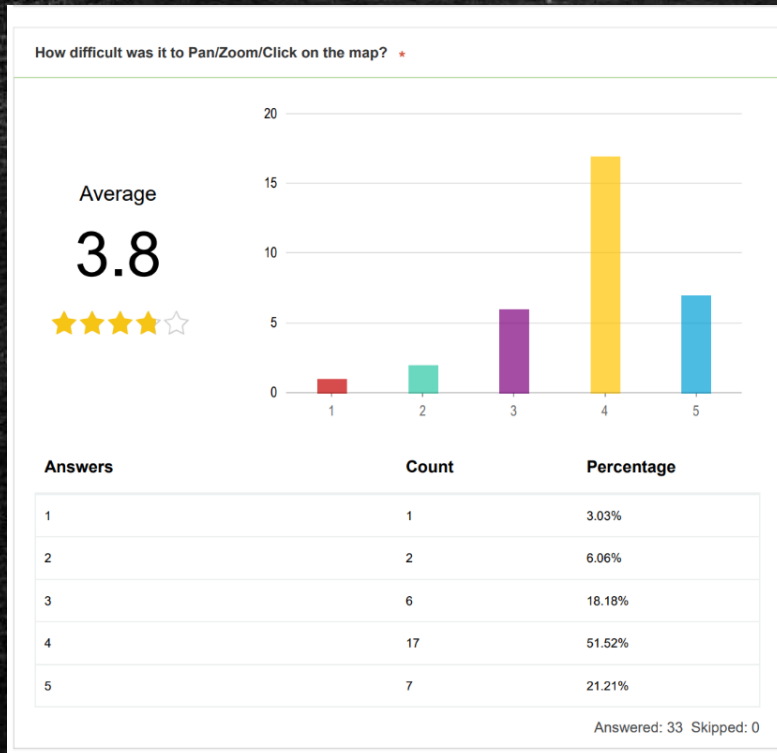 How difficult was it to Pan/Zoom/Click on the map? *
Average
3.8
20
15
10
5
0
1 2 3 4 5
Answers Count Percentage
1 1 3.03%
2 2 6.06%
3 6 18.18%
4 17 51.52%
5 7 21.21%
Answered: 33 Skipped: 0